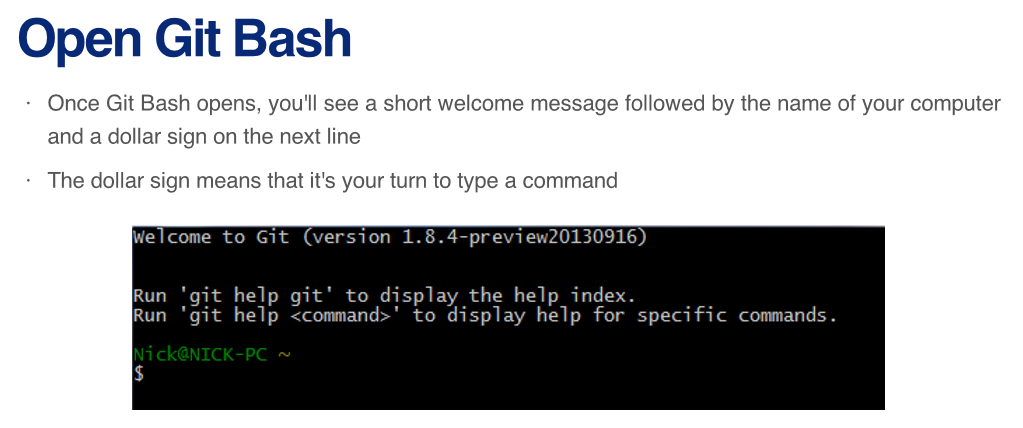 Open Git Bash
· Once Git Bash opens, you'll see a short welcome message followed by the name of your computer
and a dollar sign on the next line
· The dollar sign means that it's your turn to type a command
Welcome to Git (version 1.8.4-preview20130916)
Run 'git help git' to display the help index.
Run 'git help <command>' to display help for specific commands.
Nick@NICK-PC ~
$